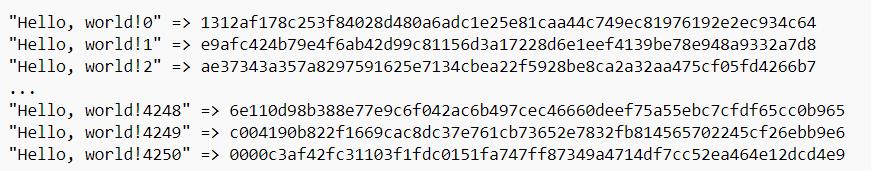 "Hello, world!0" => 1312af178c253f84028d480a6adc1e25e81caa44c749ec81976192e2ec934c64
"Hello, world!1" => e9afc424b79e4f6ab42d99c81156d3a17228d6e1eef4139be78e948a9332a7d8
"Hello, world!2" => ae37343a357a8297591625e7134cbea22f5928be8ca2a32aa475cf05fd4266b7
...
"Hello, world!4248" => 6e110d98b388e77e9c6f042ac6b497cec46660deef75a55ebc7cfdf65cc0b965
"Hello, world!4249" => c004190b822f1669cac8dc37e761cb73652e7832fb814565702245cf26ebb9e6
"Hello, world!4250" => 0000c3af42fc31103f1fdc0151fa747ff87349a4714df7cc52ea464e12dcd4e9